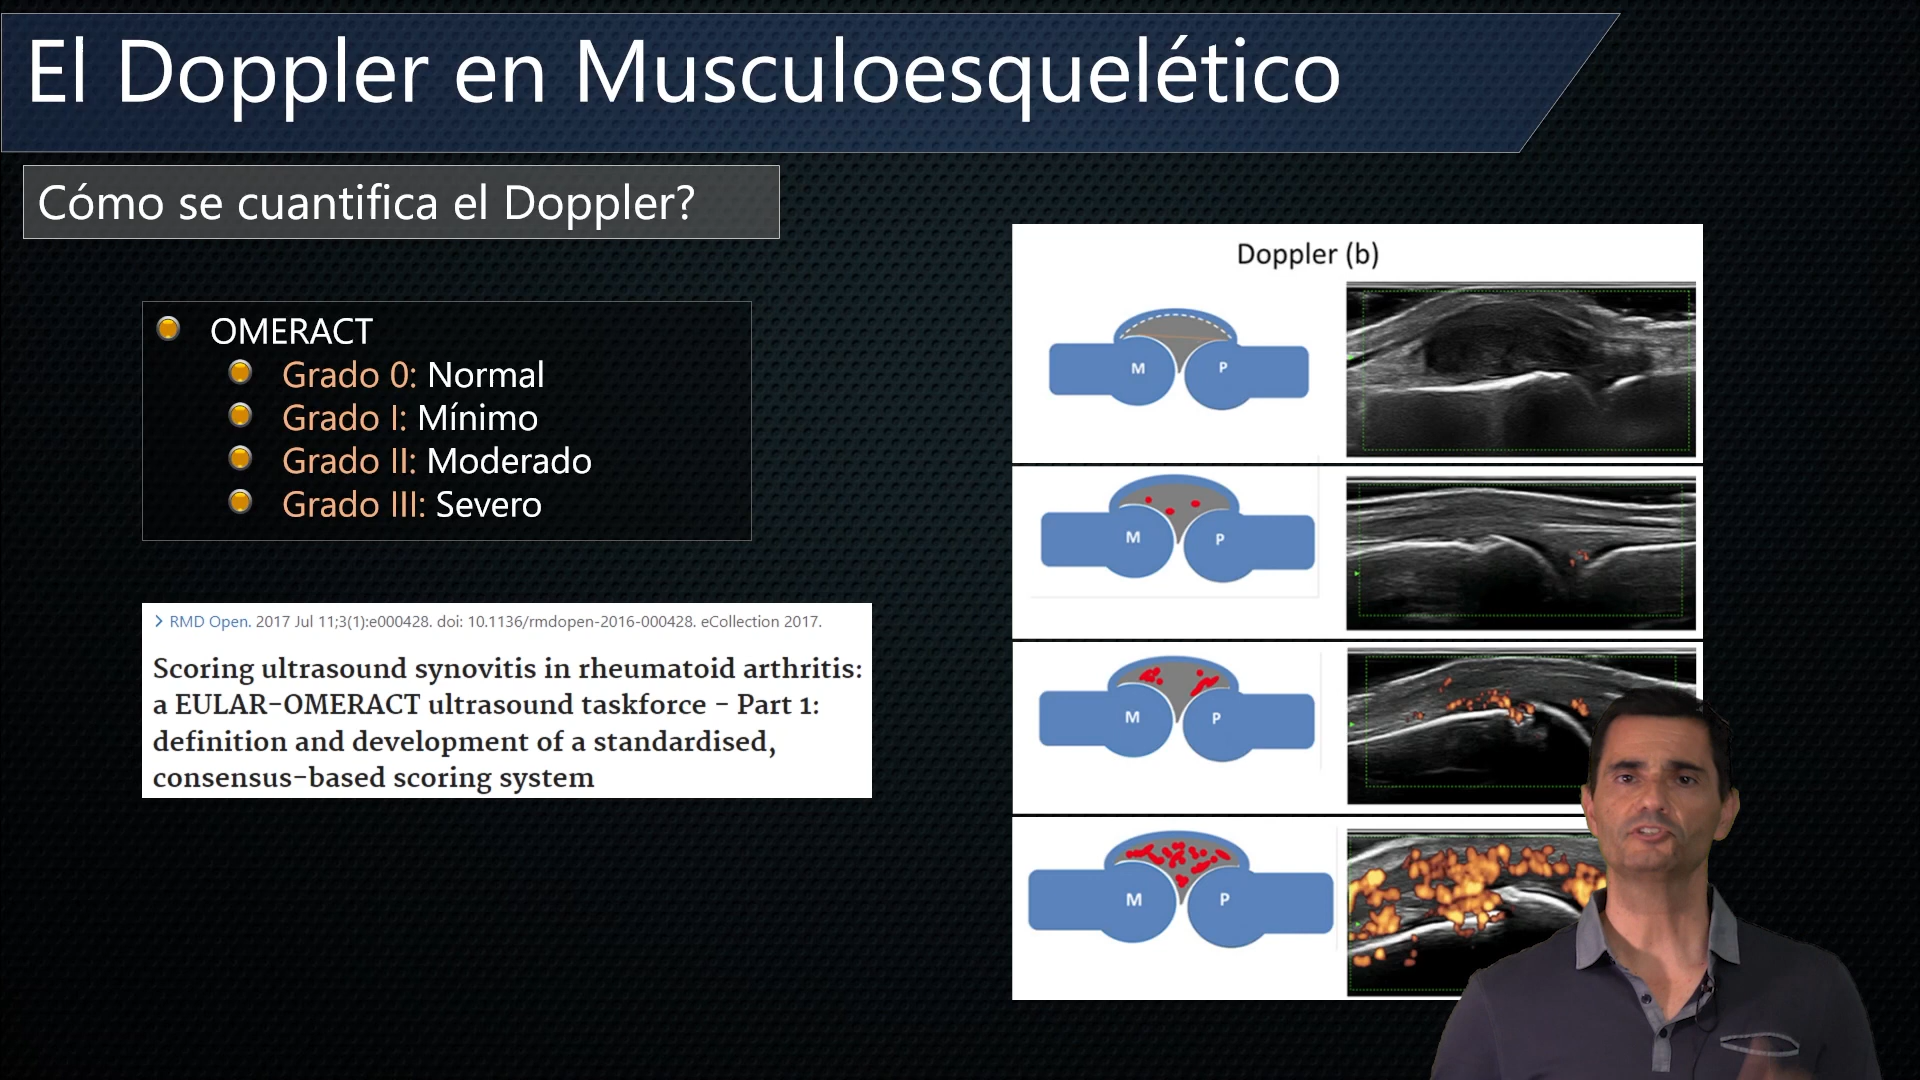 El Doppler en Musculoesquelético
Cómo se cuantifica el Doppler?
OMERACT
Grado 0: Normal
Grado I: Mínimo
Grado II: Moderado
Grado III: Severo
> RMD Open. 2017 Jul 11;3(1):e000428. doi: 10.1136/rmdopen-2016-000428. eCollection 2017.
Scoring ultrasound synovitis in rheumatoid arthritis:
a EULAR-OMERACT ultrasound taskforce - Part 1:
definition and development of a standardised,
consensus-based scoring system
Doppler (b)
M P
M P
M P
M P